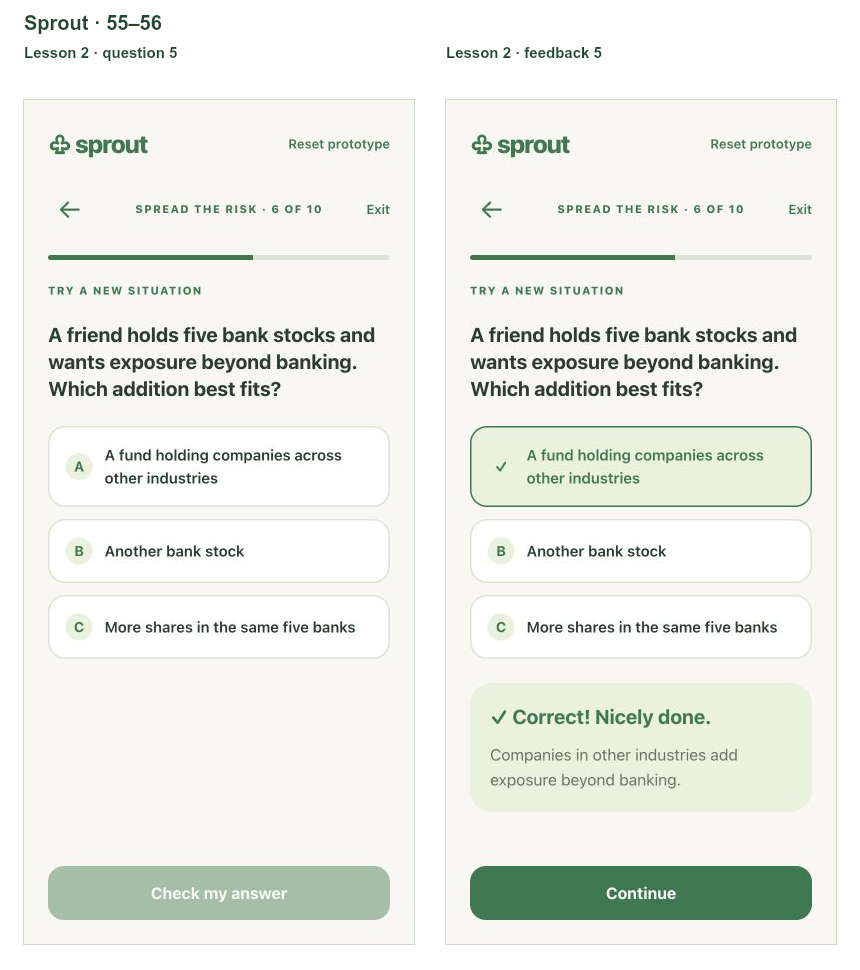 Sprout · 55–56
Lesson 2 · question 5
sprout
Reset prototype
SPREAD THE RISK · 6 OF 10
Exit
TRY A NEW SITUATION
A friend holds five bank stocks and
wants exposure beyond banking.
Which addition best fits?
A
A fund holding companies across
other industries
B
Another bank stock
C
More shares in the same five banks
Check my answer
Lesson 2 · feedback 5
sprout
Reset prototype
SPREAD THE RISK · 6 OF 10
Exit
TRY A NEW SITUATION
A friend holds five bank stocks and
wants exposure beyond banking.
Which addition best fits?
A fund holding companies across
other industries
B
Another bank stock
C
More shares in the same five banks
✓ Correct! Nicely done.
Companies in other industries add
exposure beyond banking.
Continue